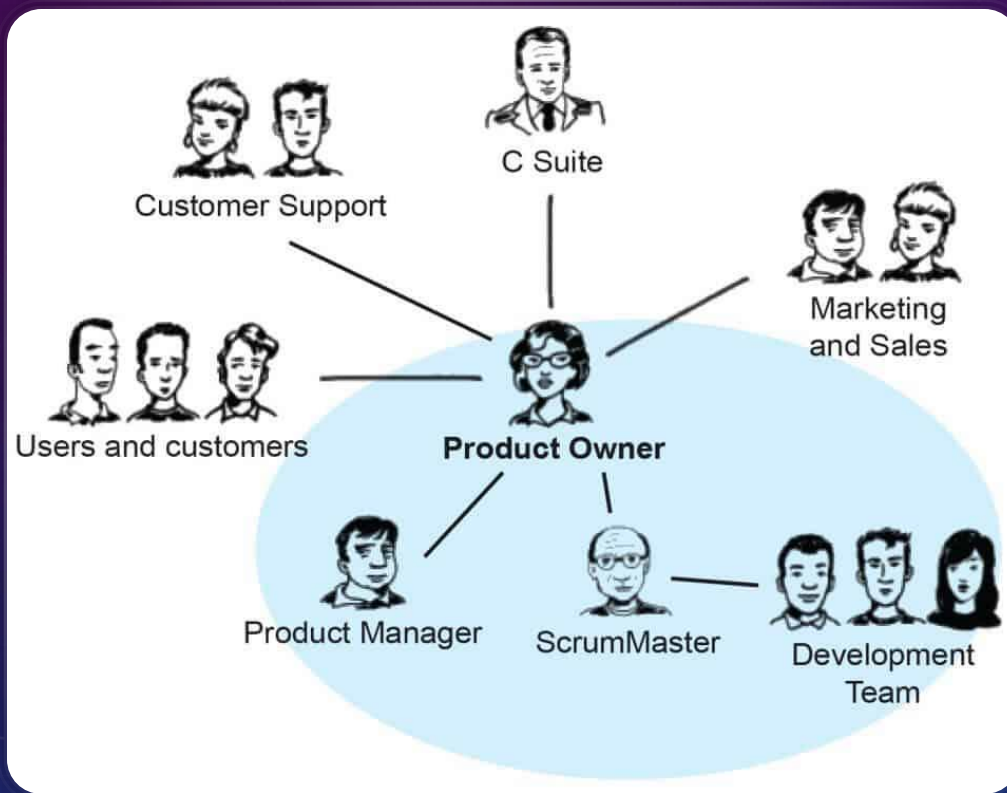 C Suite
Customer Support
Marketing
and Sales
Users and customers
Product Owner
Product Manager
ScrumMaster
Development
Team